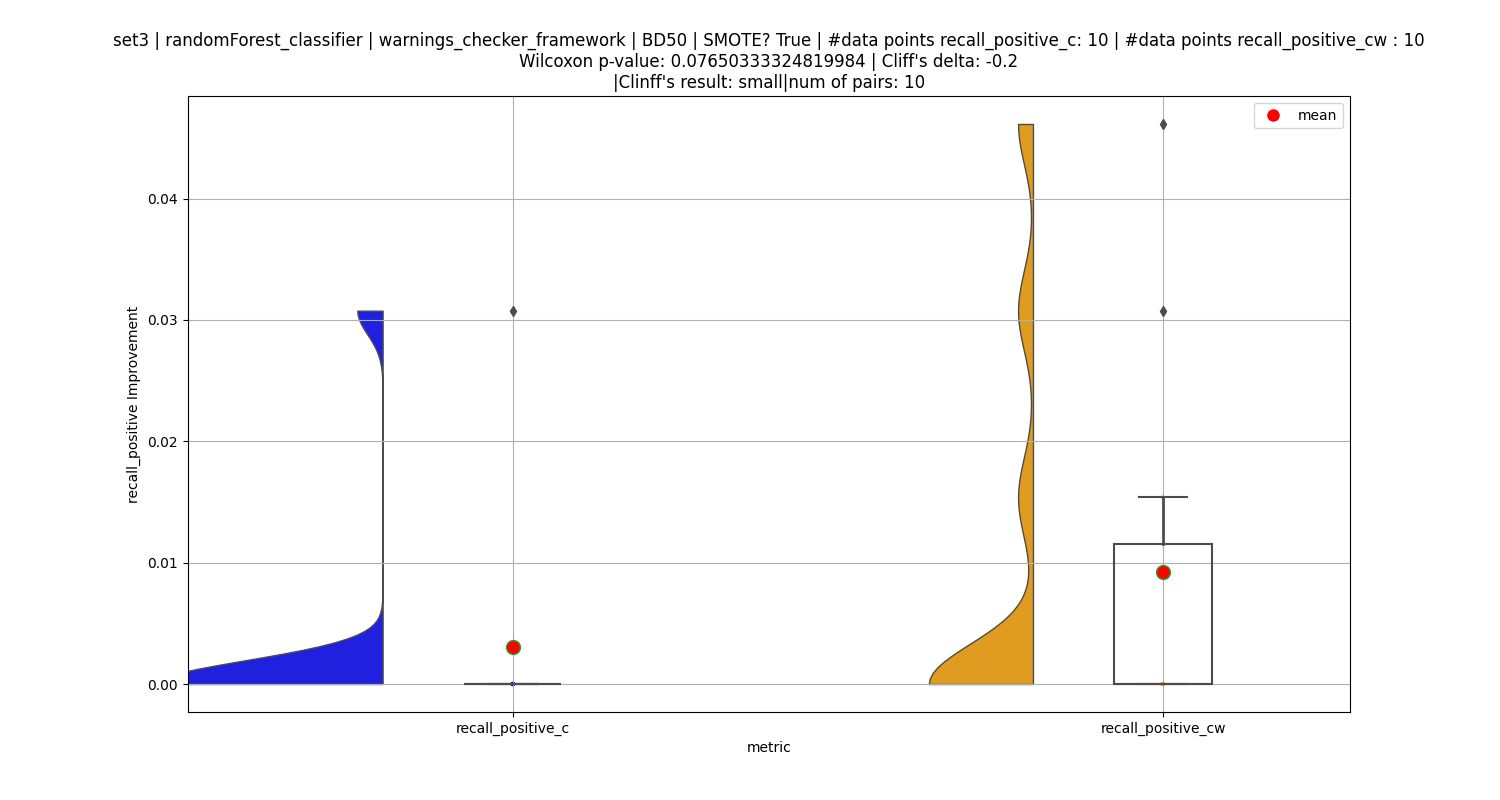 set3 | randomForest_classifier | warnings_checker_framework | BD50 | SMOTE? True | #data points recall_positive_c: 10 | #data points recall_positive_cw : 10
Wilcoxon p-value: 0.07650333324819984 | Cliff's delta: -0.2
|Clinff's result: small|num of pairs: 10
mean
0.04
0.03
0.02
0.01
0.00
recall_positive Improvement
recall_positive_c
recall_positive_cw
metric